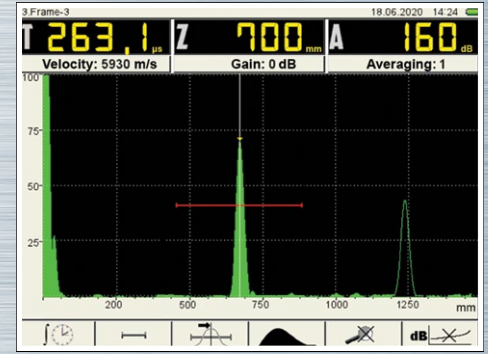 3.Frame-3 18.06.2020 14:24
T 263,1 µs Z 700 mm A 160 dB
Velocity: 5930 m/s Gain: 0 dB Averaging: 1
100
75
50
25
200 500 750 1000 1250 mm
dB